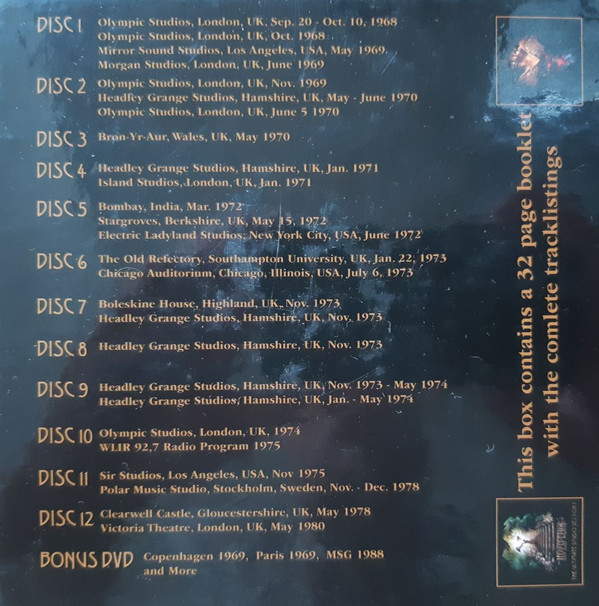 DISC 1
Olympic Studios, London, UK, Sep. 20 - Oct. 10, 1968
Olympic Studios, London, UK, Oct. 1968
Mirror Sound Studios, Los Angeles, USA, May 1969
Morgan Studios, London, UK, June 1969
DISC 2
Olympic Studios, London, UK, Nov. 1969
Headley Grange Studios, Hamshire, UK, May - June 1970
Olympic Studios, London, UK, June 5 1970
DISC 3
Bron-Yr-Aur, Wales, UK, May 1970
DISC 4
Headley Grange Studios, Hamshire, UK, Jan. 1971
Island Studios, London, UK, Jan. 1971
DISC 5
Bombay, India, Mar. 1972
Stargroves, Berkshire, UK, May 15, 1972
Electric Ladyland Studios, New York City, USA, June 1972
DISC 6
The Old Refectory, Southampton University, UK, Jan. 22, 1973
Chicago Auditorium, Chicago, Illinois, USA, July 6, 1973
DISC 7
Boleskine House, Highland, UK, Nov. 1973
Headley Grange Studios, Hamshire, UK, Nov. 1973
DISC 8
Headley Grange Studios, Hamshire, UK, Nov. 1973
DISC 9
Headley Grange Studios, Hamshire, UK, Nov. 1973 - May 1974
Headley Grange Studios, Hamshire, UK, Jan. - May 1974
DISC 10
Olympic Studios, London, UK, 1974
WLIR 92,7 Radio Program 1975
DISC 11
Sir Studios, Los Angeles, USA, Nov 1975
Polar Music Studio, Stockholm, Sweden, Nov. - Dec. 1978
DISC 12
Clearwell Castle, Gloucestershire, UK, May 1978
Victoria Theatre, London, UK, May 1980
BONUS DVD
Copenhagen 1969, Paris 1969, MSG 1988
and More
This box contains a 32 page booklet
with the comlete tracklistings